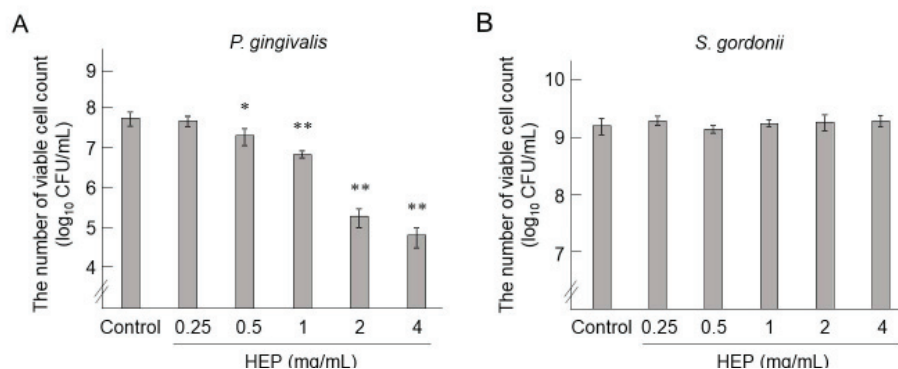 A
P. gingivalis
The number of viable cell count
(log₁₀ CFU/mL)
9
8
7
6
5
4
*
**
**
**
Control 0.25 0.5 1 2 4
HEP (mg/mL)
B
S. gordonii
The number of viable cell count
(log₁₀ CFU/mL)
10
9
9
7
Control 0.25 0.5 1 2 4
HEP (mg/mL)